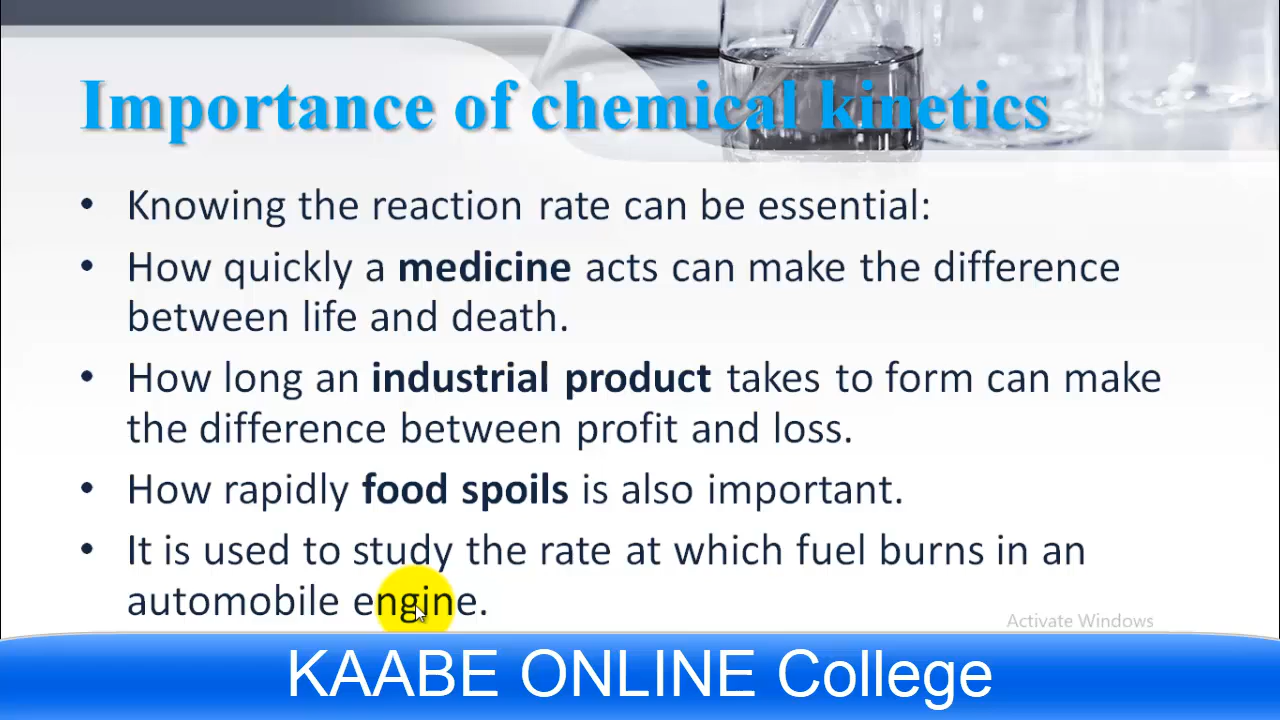 Importance of chemical kinetics
• Knowing the reaction rate can be essential:
• How quickly a medicine acts can make the difference
between life and death.
• How long an industrial product takes to form can make
the difference between profit and loss.
• How rapidly food spoils is also important.
• It is used to study the rate at which fuel burns in an
automobile engine.
Activate Windows
KAABE ONLINE College